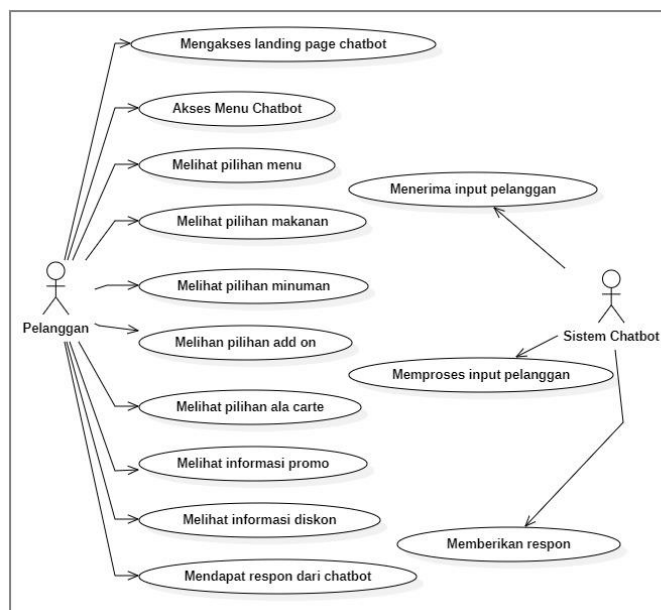 Mengakses landing page chatbot
Akses Menu Chatbot
Melihat pilihan menu
Menerima input pelanggan
Melihat pilihan makanan
Melihat pilihan minuman
Pelanggan
Sistem Chatbot
Melihan pilihan add on
Memproses input pelanggan
Melihat pilihan ala carte
Melihat informasi promo
Melihat informasi diskon
Memberikan respon
Mendapat respon dari chatbot